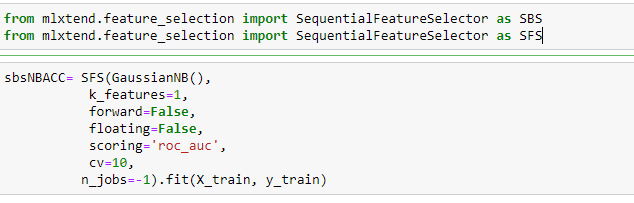 from mlxtend.feature_selection import SequentialFeatureSelector as SBS
from mlxtend.feature_selection import SequentialFeatureSelector as SFS
sbsNBACC= SFS(GaussianNB(),
           k_features=1,
           forward=False,
           floating=False,
           scoring='roc_auc',
           cv=10,
          n_jobs=-1).fit(X_train, y_train)